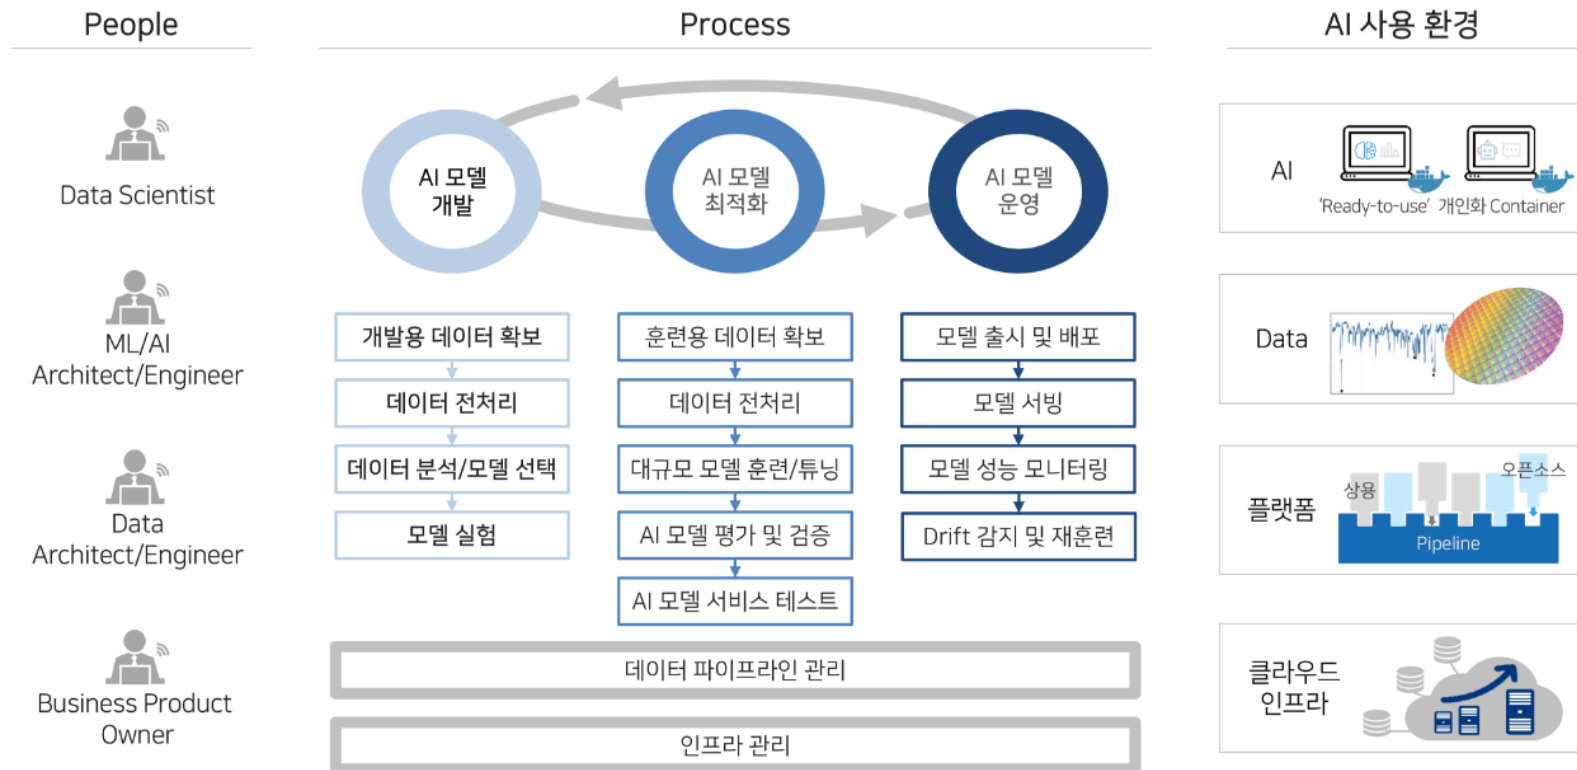 People
Process
AI 사용 환경
Data Scientist
ML/AI
Architect/Engineer
Data
Architect/Engineer
Business Product
Owner
AI 모델
개발
AI 모델
최적화
AI 모델
운영
개발용 데이터 확보
데이터 전처리
데이터 분석/모델 선택
모델 실험
훈련용 데이터 확보
데이터 전처리
대규모 모델 훈련/튜닝
AI 모델 평가 및 검증
AI 모델 서비스 테스트
모델 출시 및 배포
모델 서빙
모델 성능 모니터링
Drift 감지 및 재훈련
데이터 파이프라인 관리
인프라 관리
AI
'Ready-to-use' 개인화 Container
Data
플랫폼
상용
오픈소스
Pipeline
클라우드
인프라